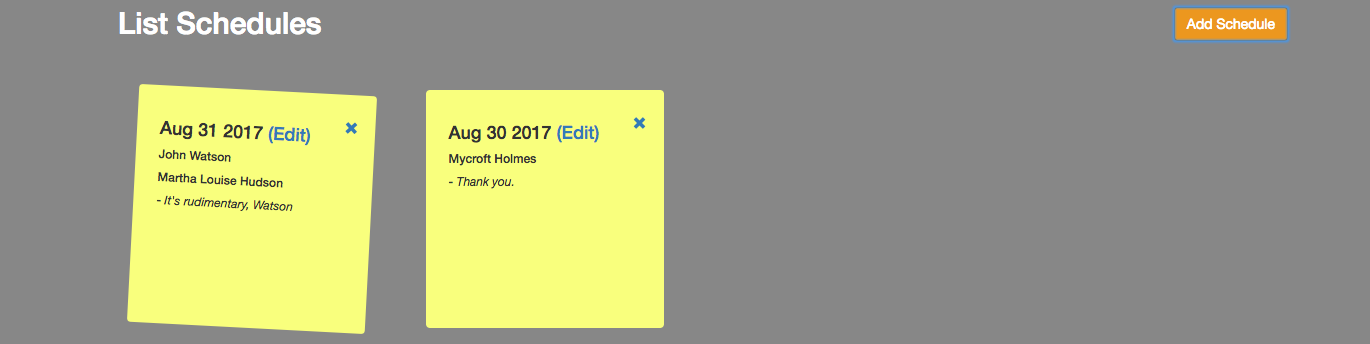 List Schedules
Add Schedule
Aug 31 2017 (Edit)
John Watson
Martha Louise Hudson
- It's rudimentary, Watson
Aug 30 2017 (Edit)
Mycroft Holmes
- Thank you.